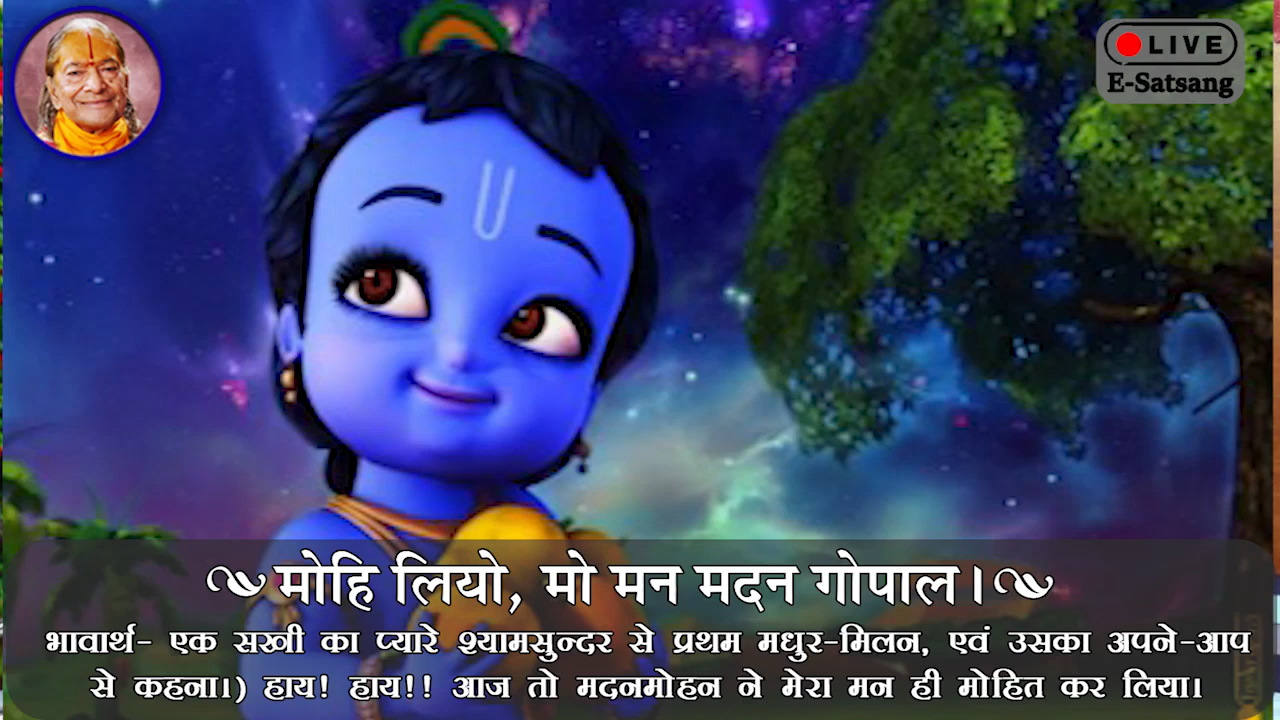 LIVE
E-Satsang
मोहि लियो, मो मन मदन गोपाल।
भावार्थ- एक सखी का प्यारे श्यामसुन्दर से प्रथम मधुर-मिलन, एवं उसका अपने-आप
से कहना।) हाय! हाय!! आज तो मदनमोहन ने मेरा मन ही मोहित कर लिया।